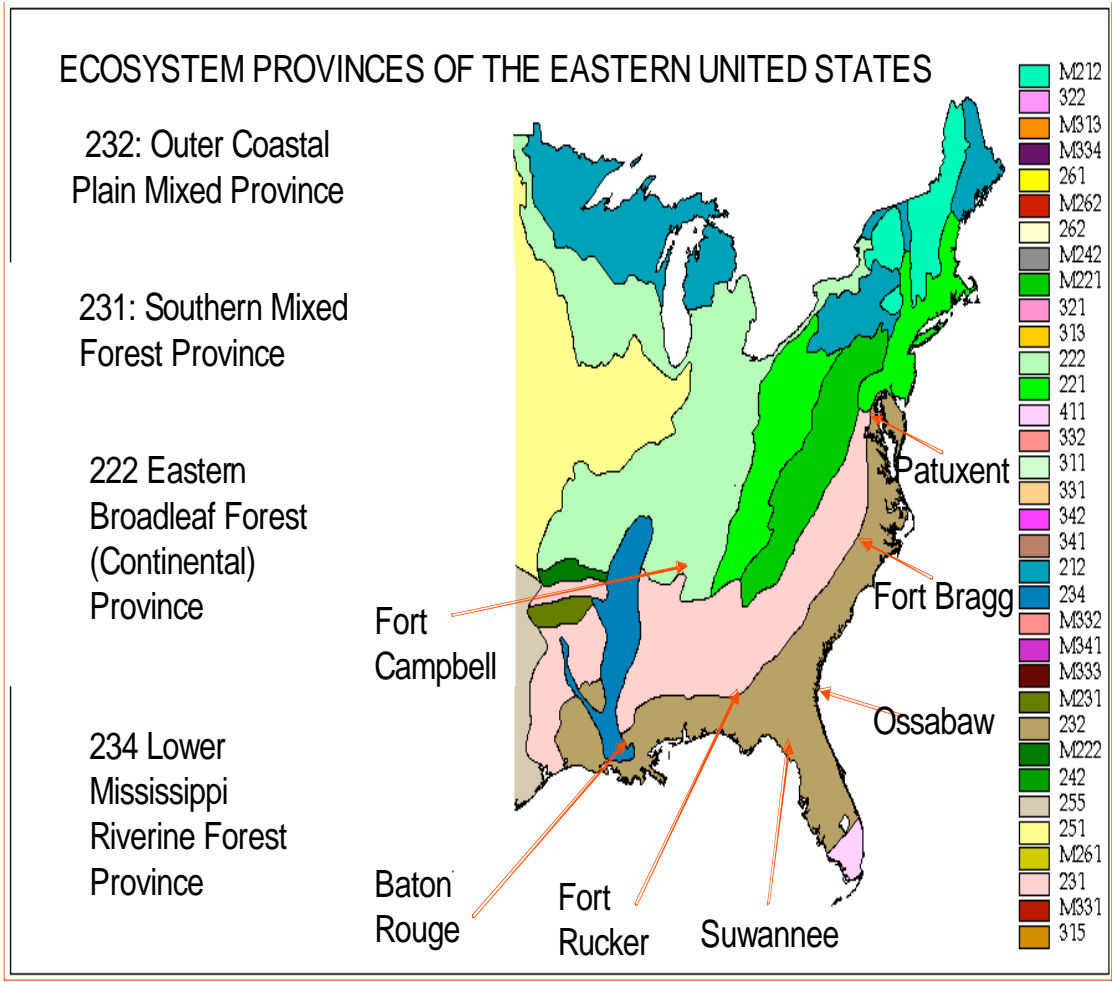 ECOSYSTEM PROVINCES OF THE EASTERN UNITED STATES
232: Outer Coastal
Plain Mixed Province
231: Southern Mixed
Forest Province
222 Eastern
Broadleaf Forest
(Continental)
Province
234 Lower
Mississippi
Riverine Forest
Province
Fort
Campbell
Baton
Rouge
Fort
Rucker
Suwannee
Ossabaw
Fort Bragg
Patuxent
M212
322
M313
M334
261
M262
262
M242
M221
321
313
222
221
411
332
311
331
342
341
212
234
M332
M341
M333
M231
232
M222
242
255
251
M261
231
M331
315